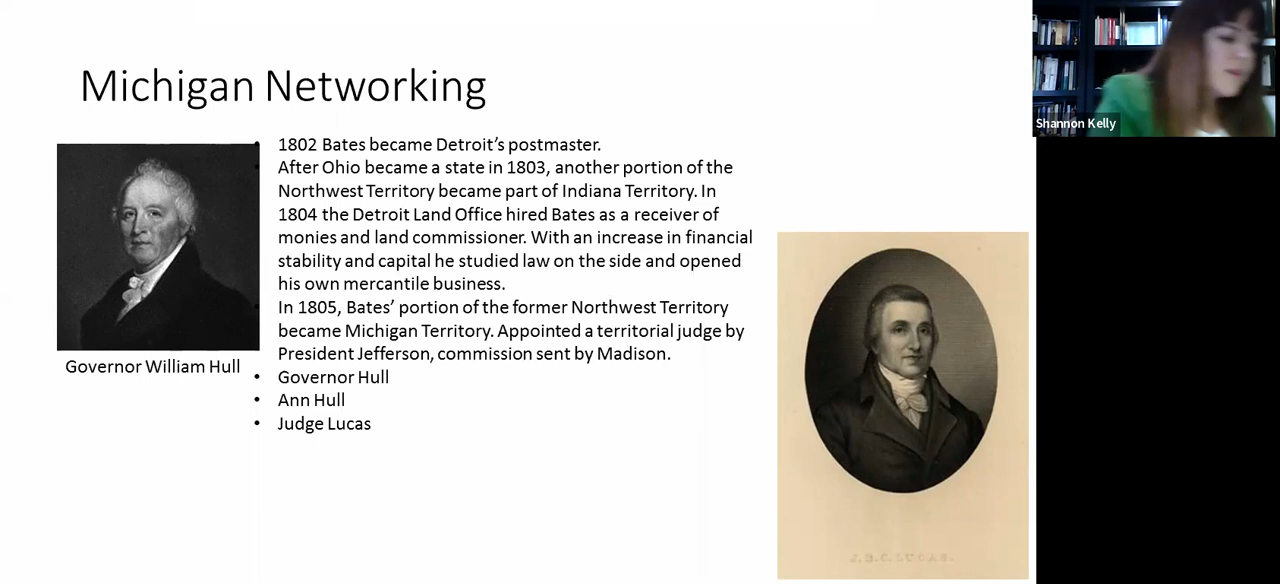 Michigan Networking
Shannon Kelly
• 1802 Bates became Detroit’s postmaster.
• After Ohio became a state in 1803, another portion of the
Northwest Territory became part of Indiana Territory. In
1804 the Detroit Land Office hired Bates as a receiver of
monies and land commissioner. With an increase in financial
stability and capital he studied law on the side and opened
his own mercantile business.
• In 1805, Bates’ portion of the former Northwest Territory
became Michigan Territory. Appointed a territorial judge by
President Jefferson, commission sent by Madison.
• Governor Hull
• Ann Hull
• Judge Lucas
Governor William Hull
J.B.C. LUCAS.